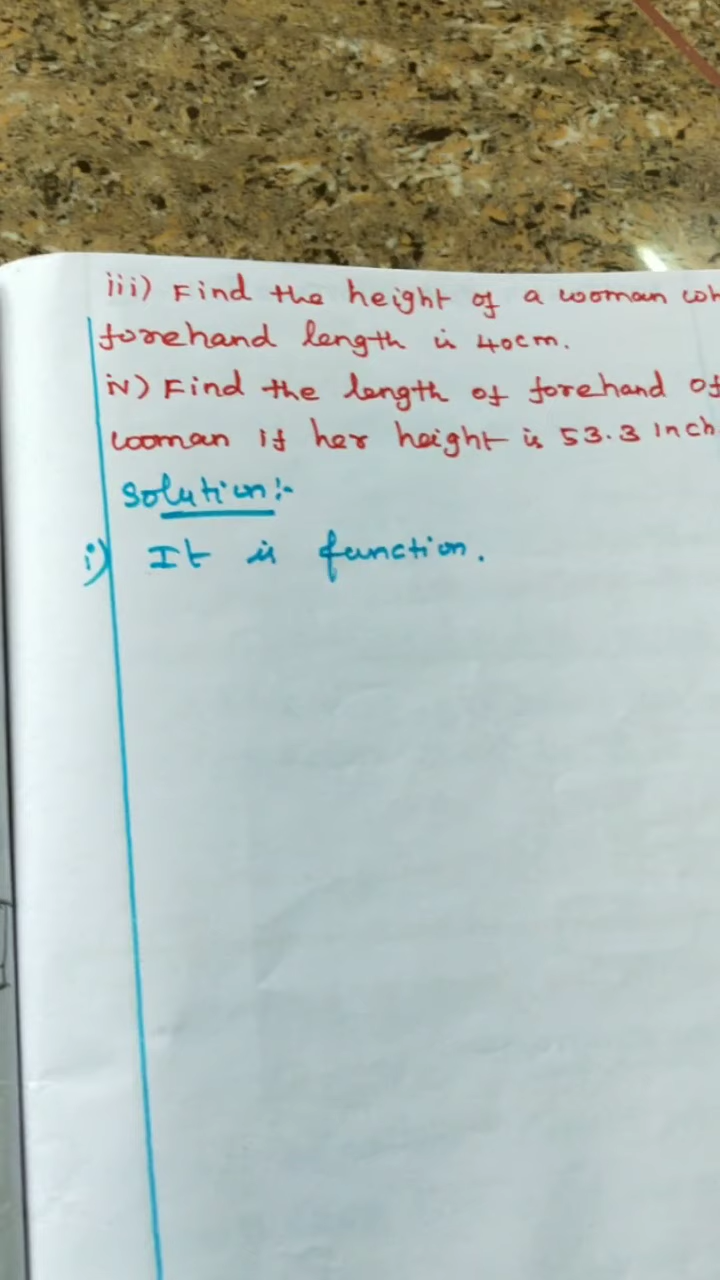 iii) Find the height of a woman
forehand length is 40cm.
iv) Find the length of forehand of
woman if her height is 53.3 inch
Solution:-
i) It is function.